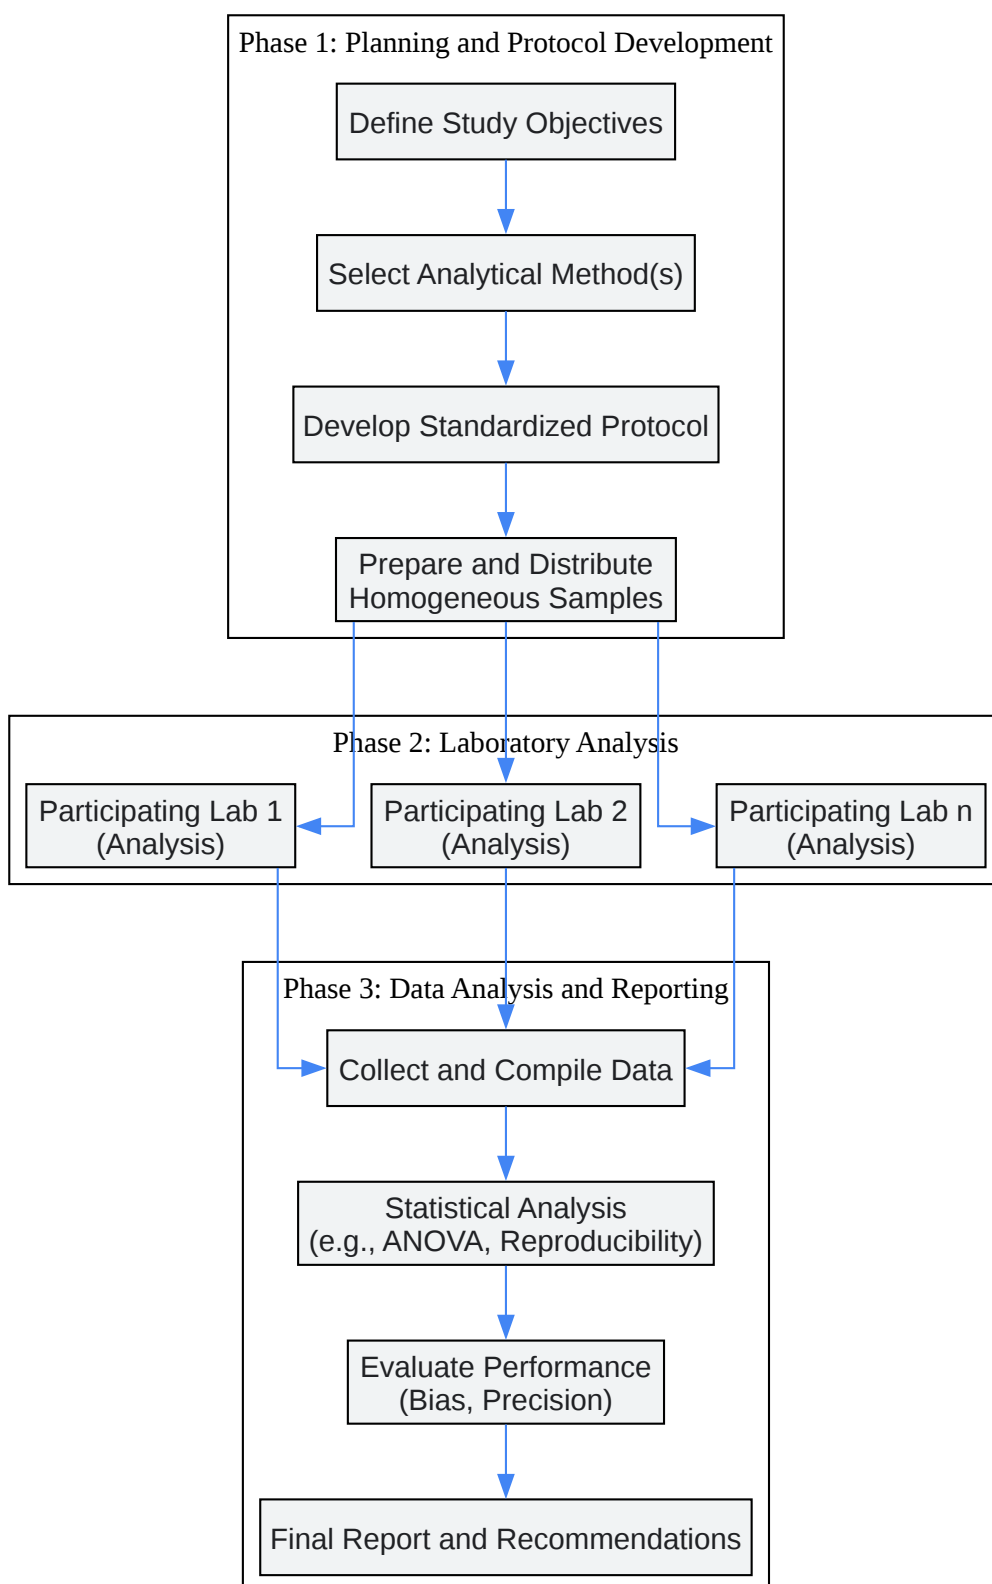 Phase 1: Planning and Protocol Development
Define Study Objectives
Select Analytical Method(s)
Develop Standardized Protocol
Prepare and Distribute
Homogeneous Samples
Phase 2: Laboratory Analysis
Participating Lab 1
(Analysis)
Participating Lab 2
(Analysis)
Participating Lab n
(Analysis)
Phase 3: Data Analysis and Reporting
Collect and Compile Data
Statistical Analysis
(e.g., ANOVA, Reproducibility)
Evaluate Performance
(Bias, Precision)
Final Report and Recommendations